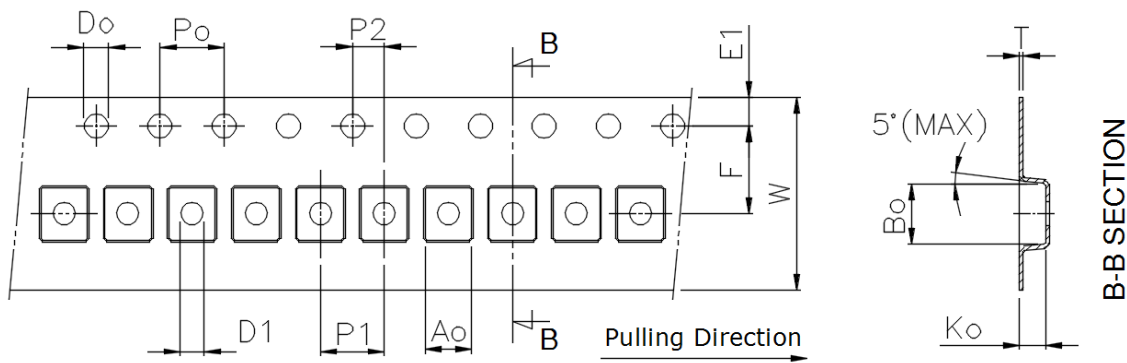 Do
Po
P2
B
E1
T
5°(MAX)
F
W
Bo
B-B SECTION
D1
P1
Ao
B
Pulling Direction
Ko